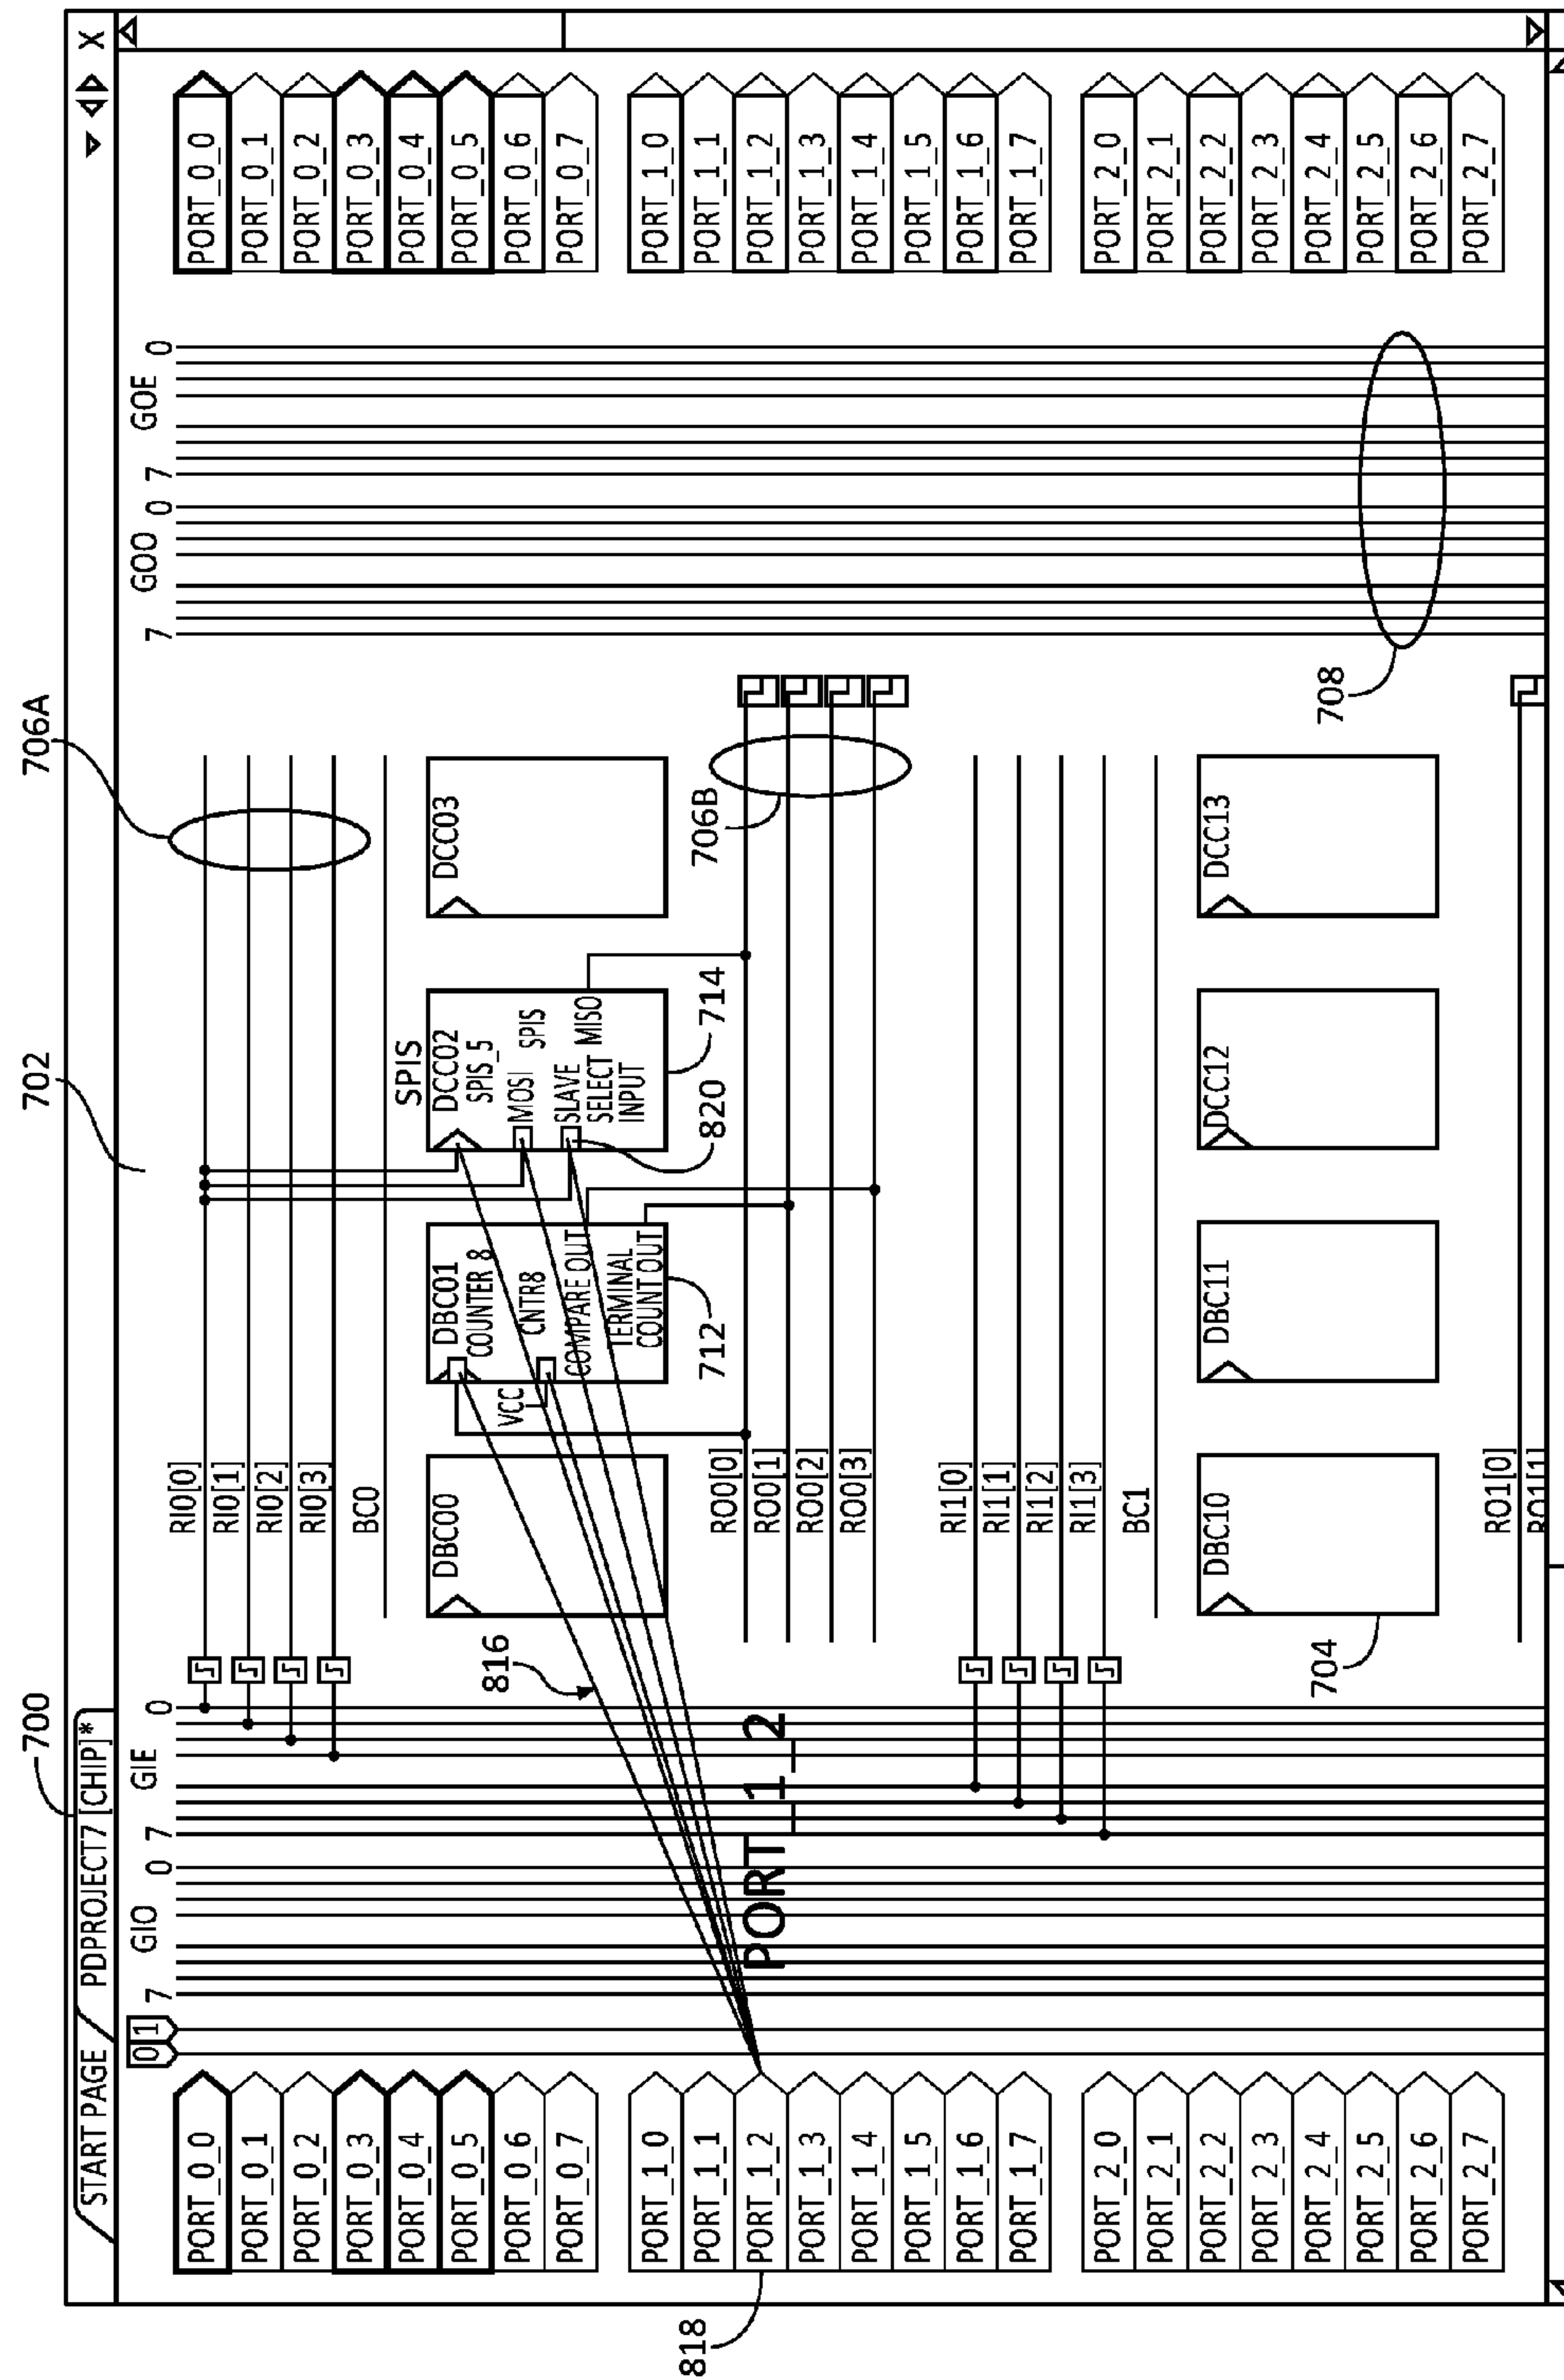 700
702
706A
START PAGE
PDPROJECT7 [CHIP]*
X
0 1
7 GIO 0 7 GIE 0
7 GOO 0 7 GOE 0
PORT_0_0
PORT_0_1
PORT_0_2
PORT_0_3
PORT_0_4
PORT_0_5
PORT_0_6
PORT_0_7
PORT_1_0
PORT_1_1
PORT_1_2
PORT_1_3
PORT_1_4
PORT_1_5
PORT_1_6
PORT_1_7
PORT_2_0
PORT_2_1
PORT_2_2
PORT_2_3
PORT_2_4
PORT_2_5
PORT_2_6
PORT_2_7
818
RI0[0]
RI0[1]
RI0[2]
RI0[3]
BC0
DBC00
816
VCC
DBC01
COUNTER 8
CNTR8
COMPARE OUT
TERMINAL
COUNT OUT
712
SPIS
DCC02
SPIS_5
MOSI SPIS
SLAVE
SELECT MISO
INPUT
714
820
DCC03
706B
RO0[0]
RO0[1]
RO0[2]
RO0[3]
PORT_1_2
RI1[0]
RI1[1]
RI1[2]
RI1[3]
BC1
DBC10
DBC11
DCC12
DCC13
704
708
RO1[0]
RO1[1]
PORT_0_0
PORT_0_1
PORT_0_2
PORT_0_3
PORT_0_4
PORT_0_5
PORT_0_6
PORT_0_7
PORT_1_0
PORT_1_1
PORT_1_2
PORT_1_3
PORT_1_4
PORT_1_5
PORT_1_6
PORT_1_7
PORT_2_0
PORT_2_1
PORT_2_2
PORT_2_3
PORT_2_4
PORT_2_5
PORT_2_6
PORT_2_7